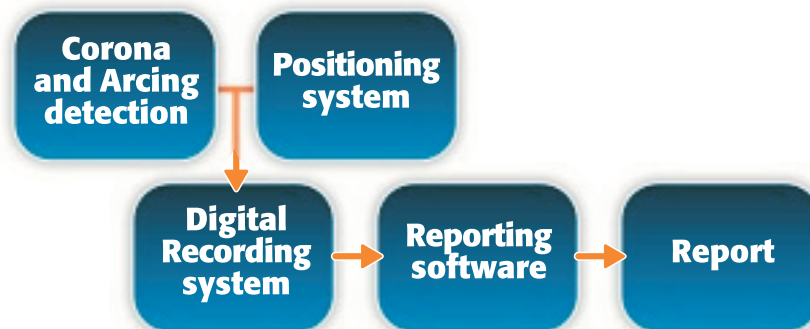 Corona
and Arcing
detection
Positioning
system
Digital
Recording
system
Reporting
software
Report